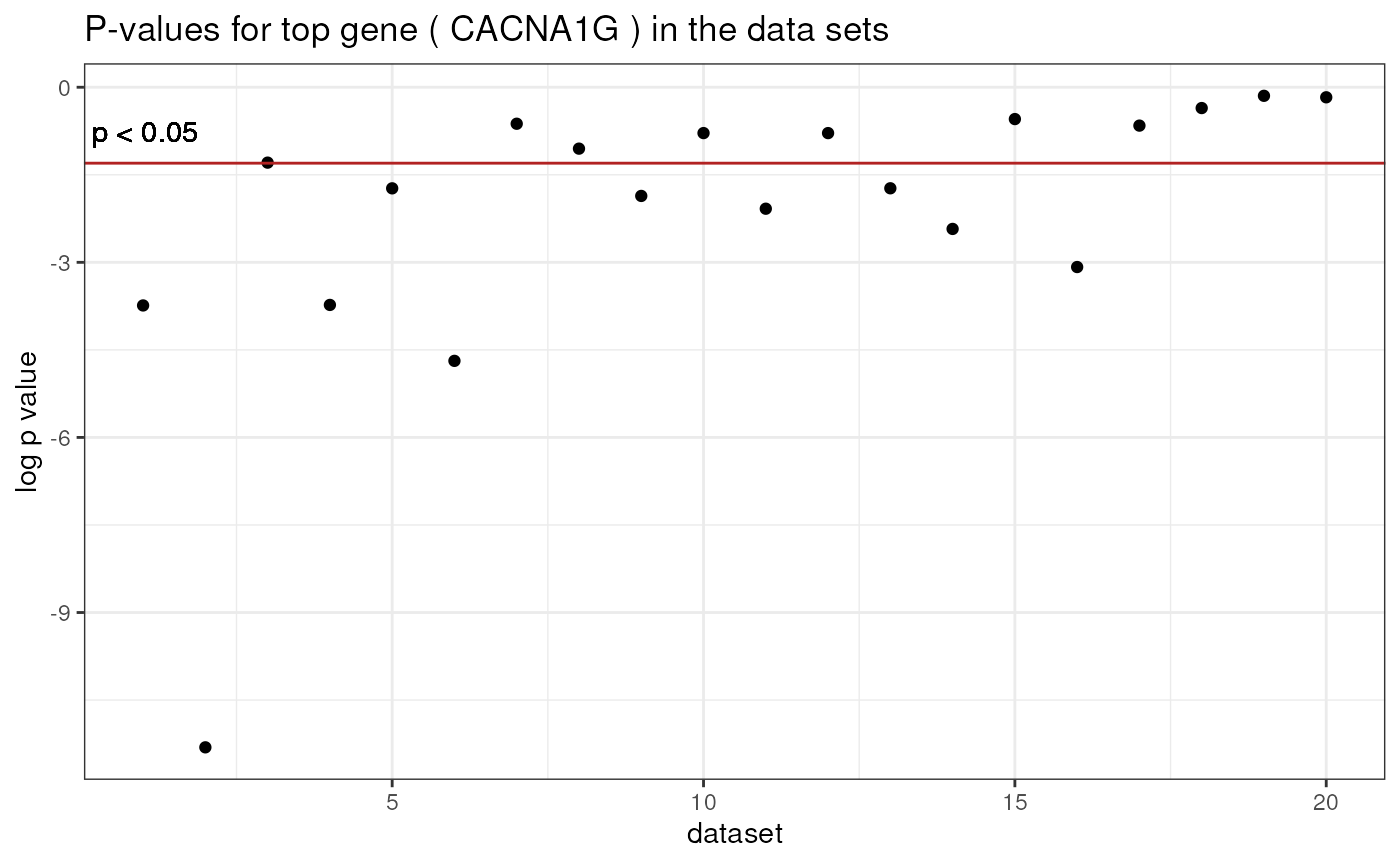 P-values for top gene ( CACNA1G ) in the data sets
0
p < 0.05
-3
log p value
-6
-9
5 10 15 20
dataset